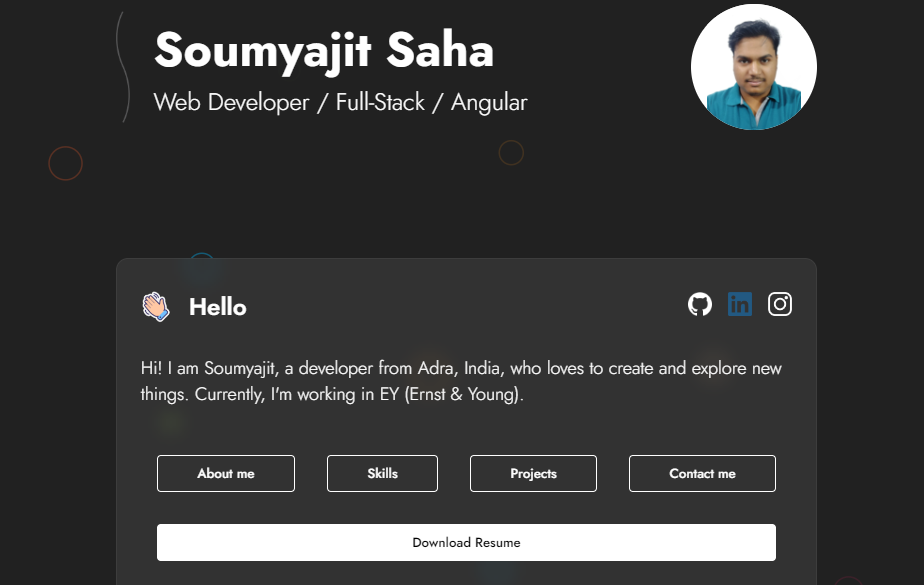 Soumyajit Saha
Web Developer / Full-Stack / Angular
Hello
Hi! I am Soumyajit, a developer from Adra, India, who loves to create and explore new
things. Currently, I'm working in EY (Ernst & Young).
About me
Skills
Projects
Contact me
Download Resume